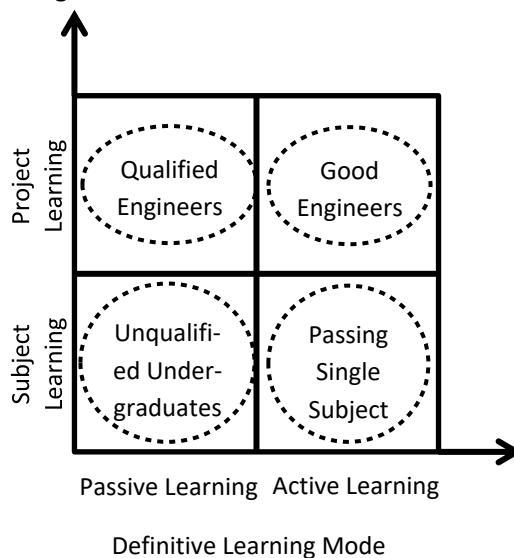 Project
Learning
Qualified
Engineers
Good
Engineers
Subject
Learning
Unqualifi-
ed Under-
graduates
Passing
Single
Subject
Passive Learning
Active Learning
Definitive Learning Mode